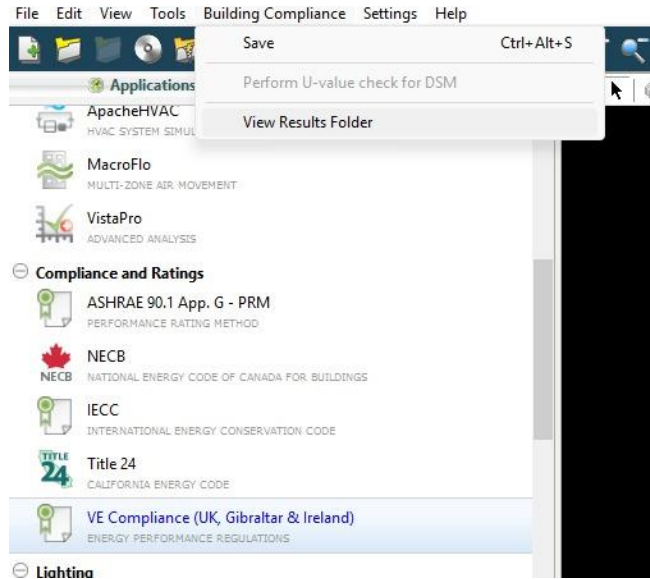 File Edit View Tools Building Compliance Settings Help
Save Ctrl+Alt+S
Perform U-value check for DSM
View Results Folder
Applications
ApacheHVAC
HVAC SYSTEM SIMUL
MacroFlo
MULTI-ZONE AIR MOVEMENT
VistaPro
ADVANCED ANALYSIS
Compliance and Ratings
ASHRAE 90.1 App. G - PRM
PERFORMANCE RATING METHOD
NECB
NECB NATIONAL ENERGY CODE OF CANADA FOR BUILDINGS
IECC
INTERNATIONAL ENERGY CONSERVATION CODE
TITLE
24 Title 24
CALIFORNIA ENERGY CODE
VE Compliance (UK, Gibraltar & Ireland)
ENERGY PERFORMANCE REGULATIONS
Lighting